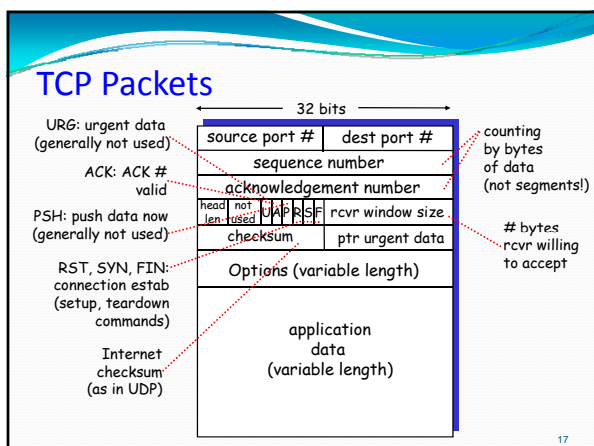 TCP Packets
32 bits
URG: urgent data
(generally not used)
ACK: ACK #
valid
PSH: push data now
(generally not used)
RST, SYN, FIN:
connection estab
(setup, teardown
commands)
Internet
checksum
(as in UDP)
source port #
dest port #
sequence number
acknowledgement number
head
len
not
used
U A P R S F
rcvr window size
checksum
ptr urgent data
Options (variable length)
application
data
(variable length)
counting
by bytes
of data
(not segments!)
# bytes
rcvr willing
to accept
17